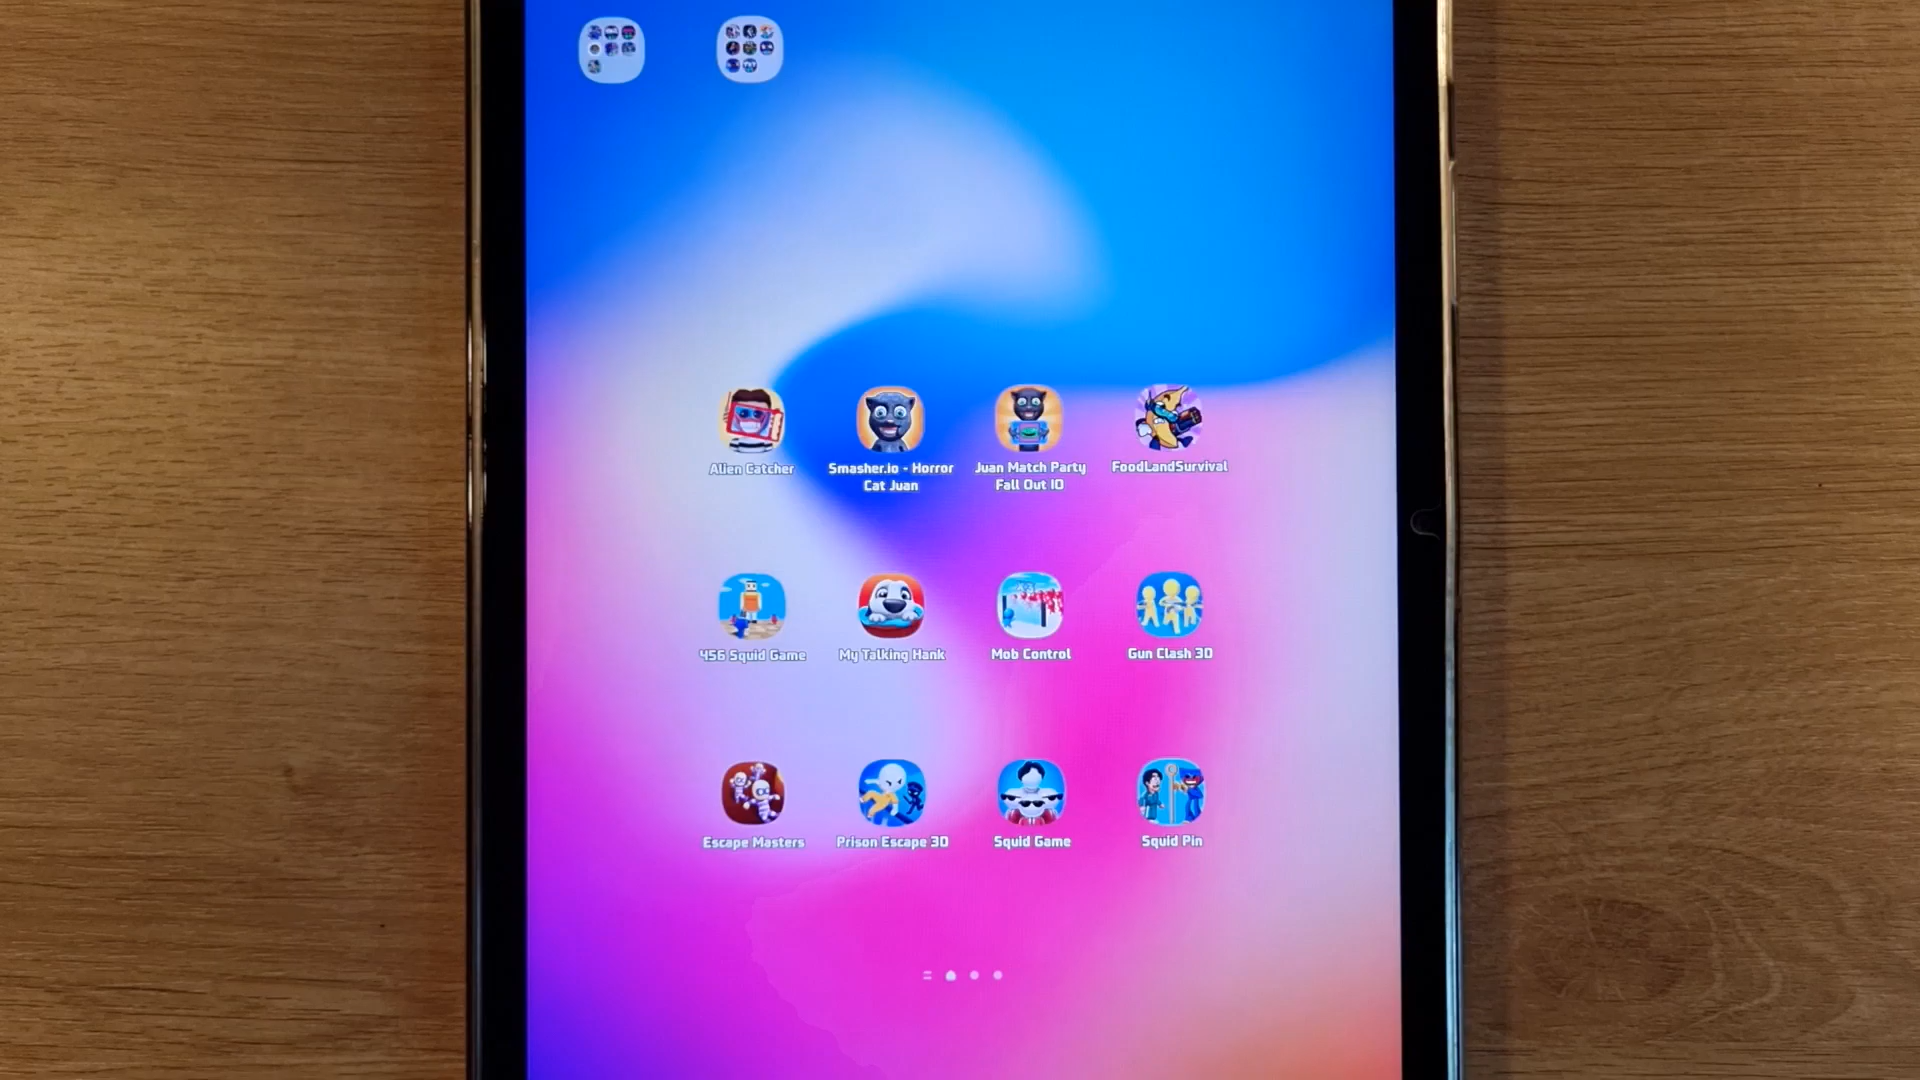 Alien Catcher
Smasher.io - Horror
Cat Juan
Juan Match Party
Fall Out IO
FoodLandSurvival
456 Squid Game
My Talking Hank
Mob Control
Gun Clash 3D
Escape Masters
Prison Escape 3D
Squid Game
Squid Pin